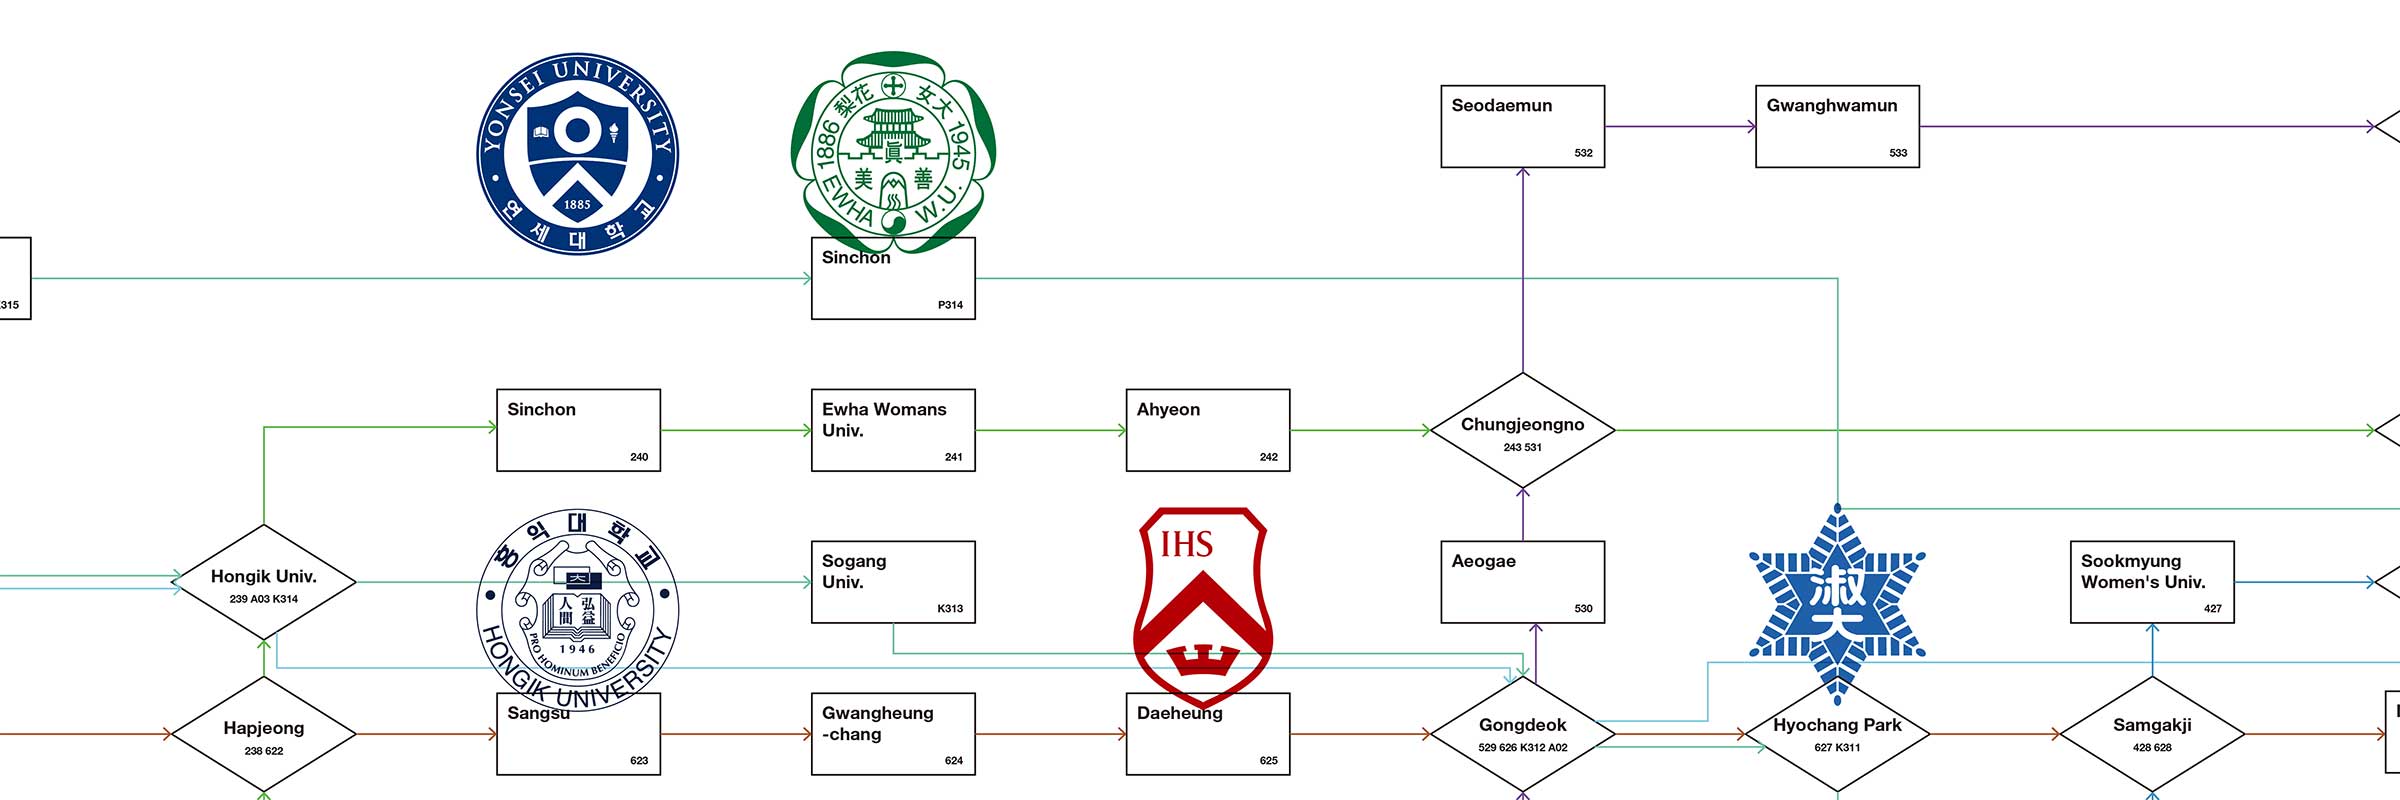 YONSEI UNIVERSITY
1885
연세대학교
梨花 女大
1886 1945
眞
美 善
EWHA W.U.
Seodaemun
532
Gwanghwamun
533
315
Sinchon
P314
Sinchon
240
Ewha Womans
Univ.
241
Ahyeon
242
Chungjeongno
243 531
Hongik Univ.
239 A03 K314
홍익대학교
人間 弘益
1946
PRO HOMINUM BENEFICIO
HONGIK UNIVERSITY
Sogang
Univ.
K313
IHS
Aeogae
530
淑大
Sookmyung
Women's Univ.
427
Hapjeong
238 622
Sangsu
623
Gwangheung
-chang
624
Daeheung
625
Gongdeok
529 626 K312 A02
Hyochang Park
627 K311
Samgakji
428 628